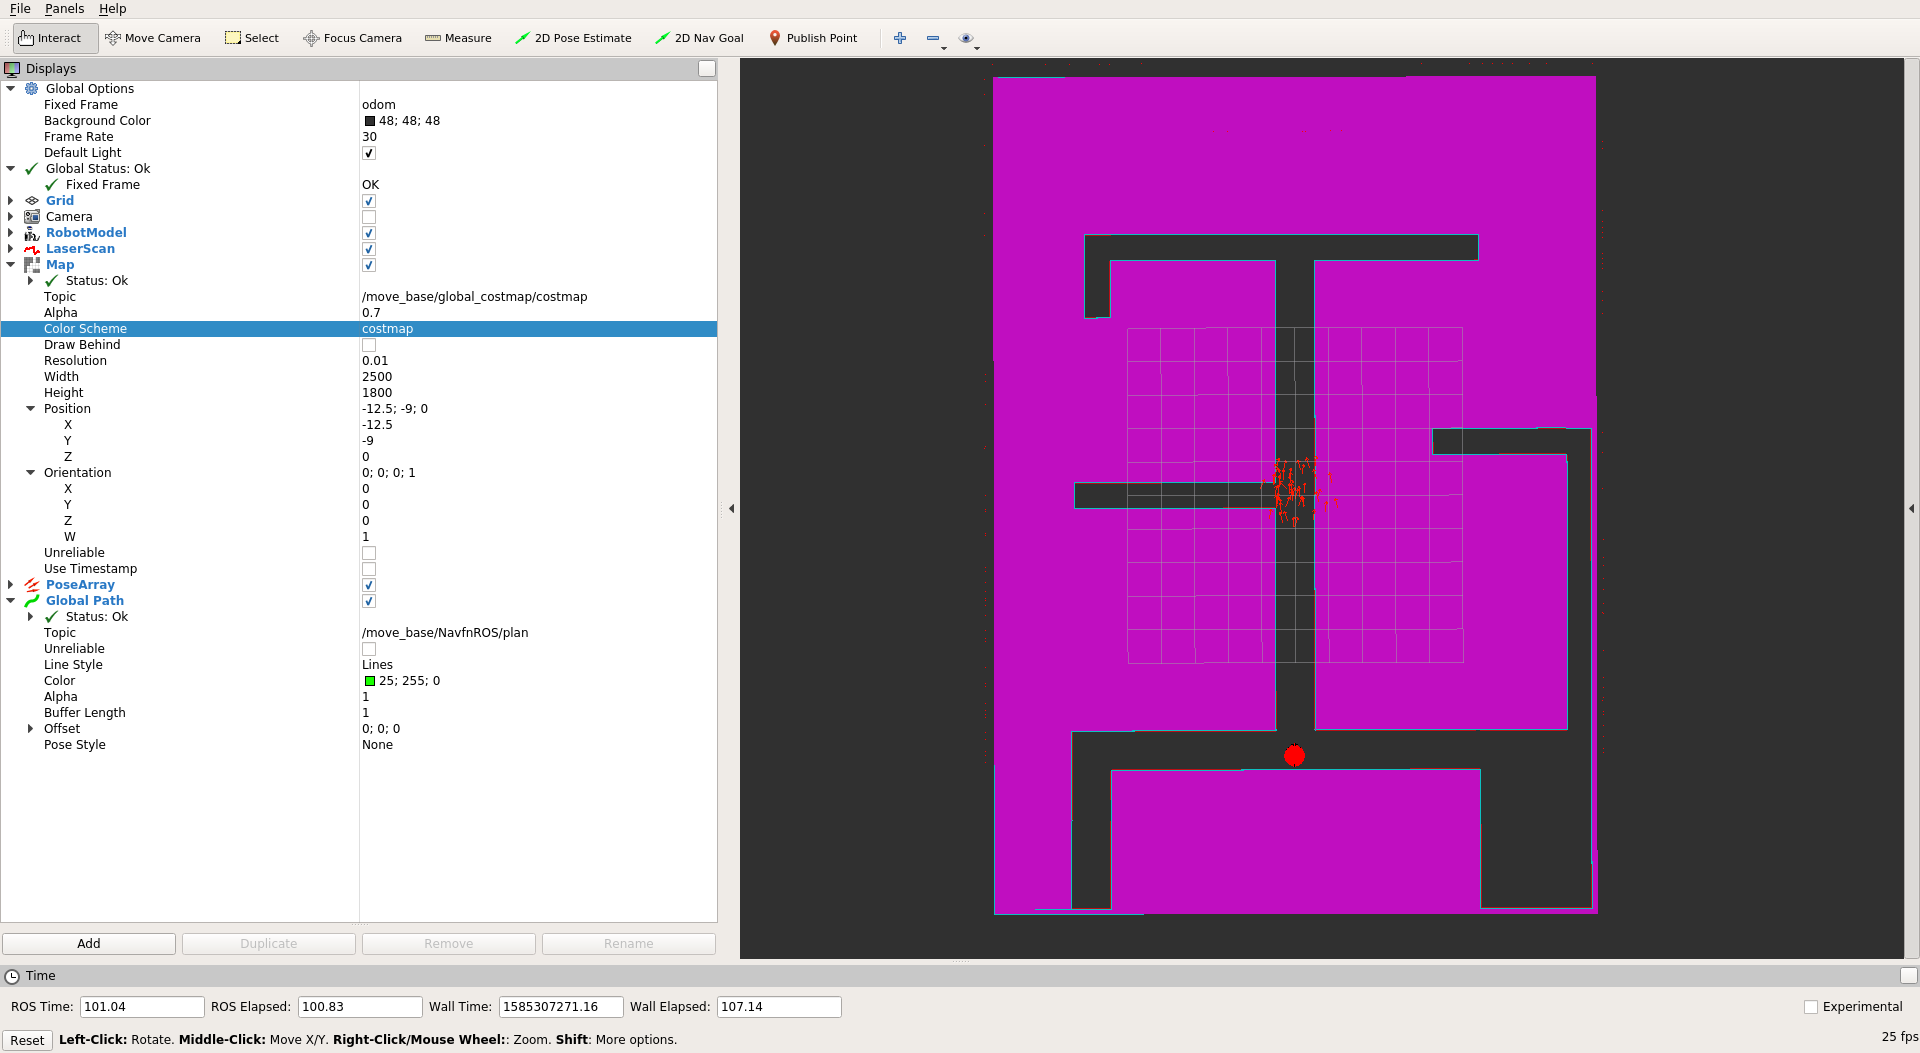 File Panels Help
Interact Move Camera Select Focus Camera Measure 2D Pose Estimate 2D Nav Goal Publish Point
Displays
Global Options
Fixed Frame odom
Background Color 48; 48; 48
Frame Rate 30
Default Light
Global Status: Ok
Fixed Frame OK
Grid
Camera
RobotModel
LaserScan
Map
Status: Ok
Topic /move_base/global_costmap/costmap
Alpha 0.7
Color Scheme costmap
Draw Behind
Resolution 0.01
Width 2500
Height 1800
Position -12.5; -9; 0
X -12.5
Y -9
Z 0
Orientation 0; 0; 0; 1
X 0
Y 0
Z 0
W 1
Unreliable
Use Timestamp
PoseArray
Global Path
Status: Ok
Topic /move_base/NavfnROS/plan
Unreliable
Line Style Lines
Color 25; 255; 0
Alpha 1
Buffer Length 1
Offset 0; 0; 0
Pose Style None
Add Duplicate Remove Rename
Time
ROS Time: 101.04 ROS Elapsed: 100.83 Wall Time: 1585307271.16 Wall Elapsed: 107.14 Experimental
Reset Left-Click: Rotate. Middle-Click: Move X/Y. Right-Click/Mouse Wheel:: Zoom. Shift: More options. 25 fps